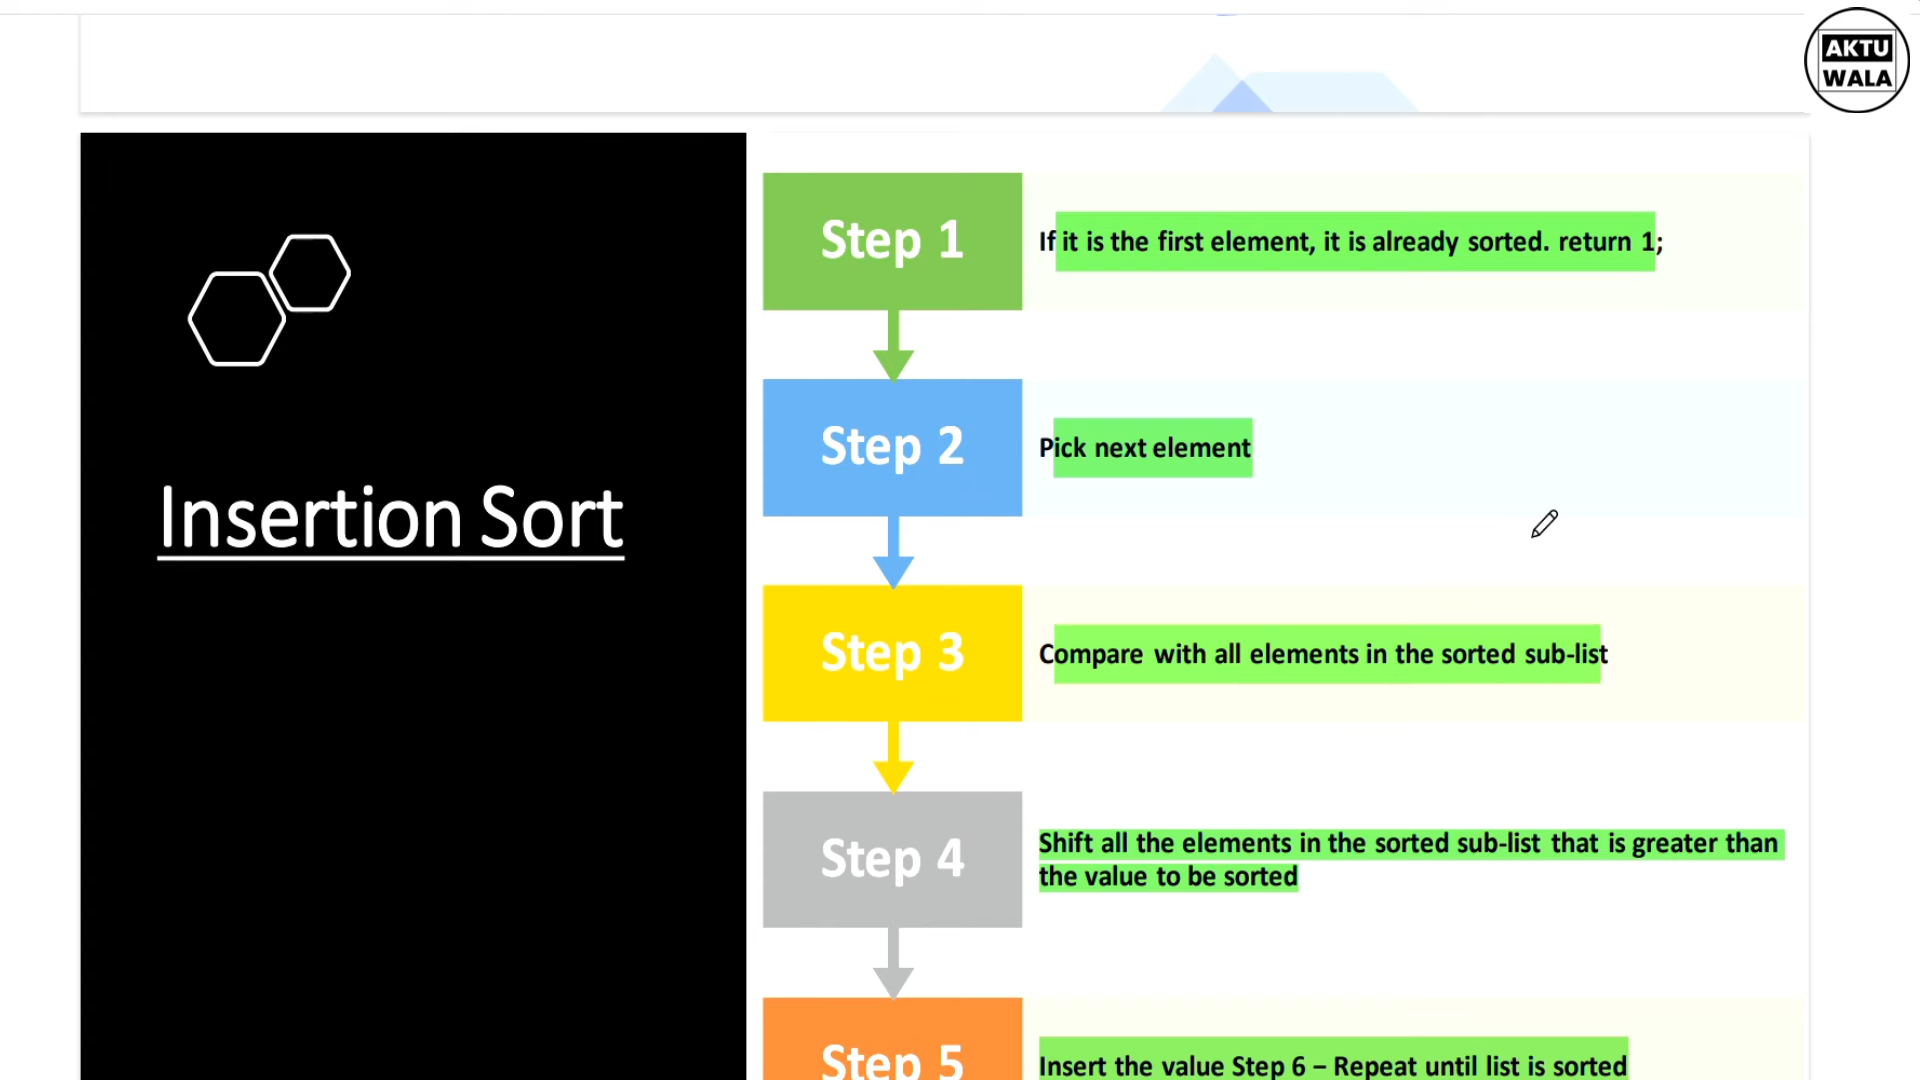 AKTU
WALA
Insertion Sort
Step 1
If it is the first element, it is already sorted. return 1;
Step 2
Pick next element
Step 3
Compare with all elements in the sorted sub-list
Step 4
Shift all the elements in the sorted sub-list that is greater than
the value to be sorted
Step 5
Insert the value Step 6 – Repeat until list is sorted